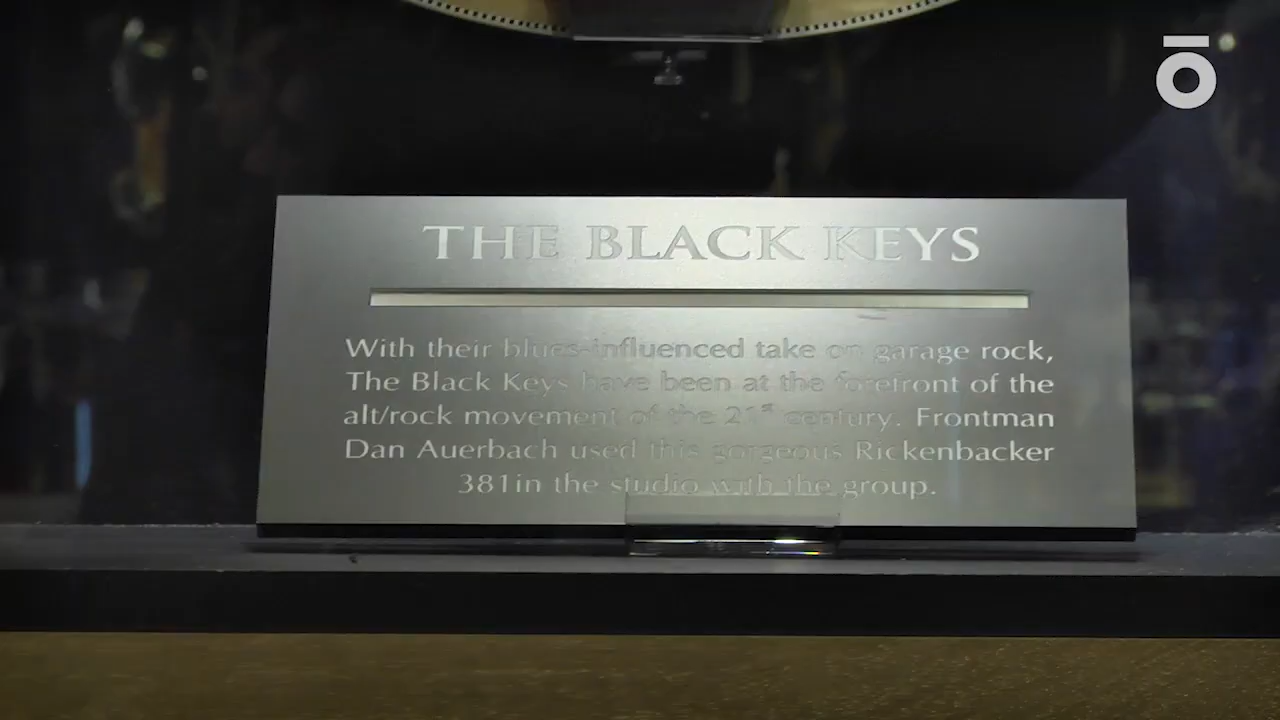 THE BLACK KEYS
With their blues-influenced take on garage rock,
The Black Keys have been at the forefront of the
alt/rock movement of the 21st century. Frontman
Dan Auerbach used this gorgeous Rickenbacker
381in the studio with the group.